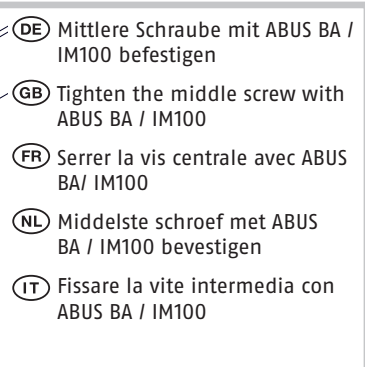 DE Mittlere Schraube mit ABUS BA /
IM100 befestigen
GB Tighten the middle screw with
ABUS BA / IM100
FR Serrer la vis centrale avec ABUS
BA/ IM100
NL Middelste schroef met ABUS
BA / IM100 bevestigen
IT Fissare la vite intermedia con
ABUS BA / IM100